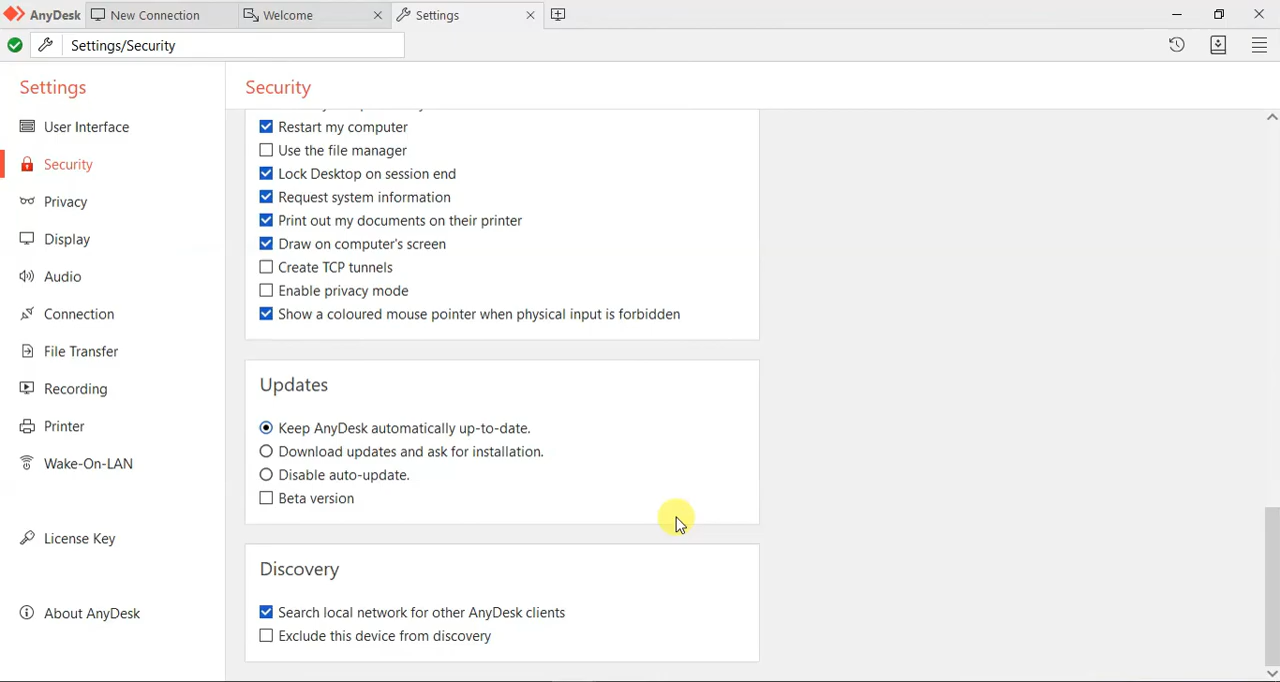 AnyDesk
New Connection
Welcome
Settings
Settings/Security
Settings
User Interface
Security
Privacy
Display
Audio
Connection
File Transfer
Recording
Printer
Wake-On-LAN
License Key
About AnyDesk
Security
Restart my computer
Use the file manager
Lock Desktop on session end
Request system information
Print out my documents on their printer
Draw on computer's screen
Create TCP tunnels
Enable privacy mode
Show a coloured mouse pointer when physical input is forbidden
Updates
Keep AnyDesk automatically up-to-date.
Download updates and ask for installation.
Disable auto-update.
Beta version
Discovery
Search local network for other AnyDesk clients
Exclude this device from discovery